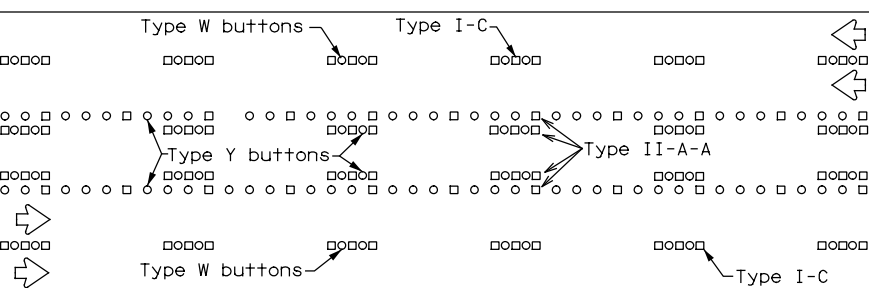 Type W buttons
Type I-C
Type Y buttons
Type II-A-A
Type W buttons
Type I-C